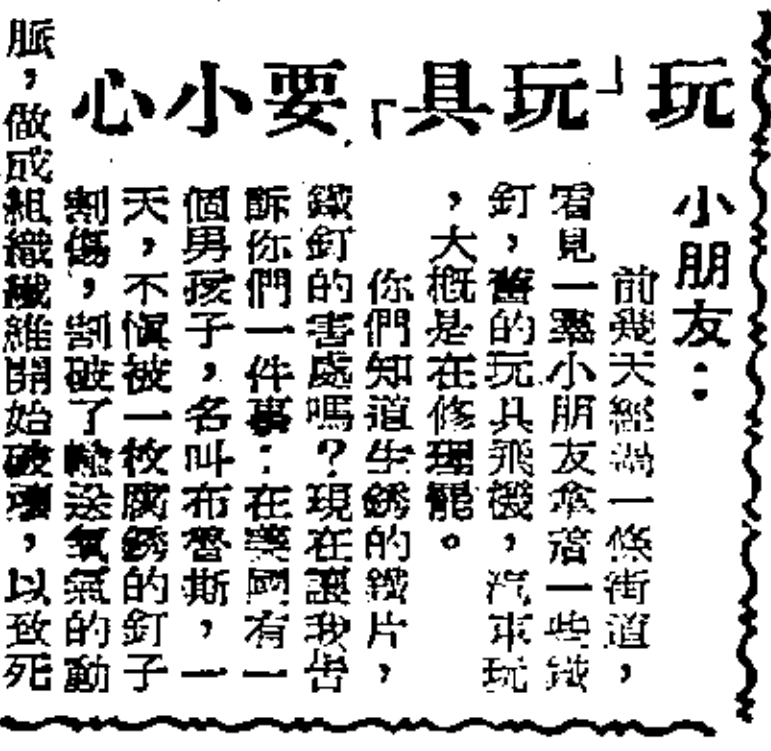 玩「玩具」要小心
小朋友：
前幾天經過一條街道，
看見一羣小朋友拿着一些鐵
釘，舊的玩具飛機，汽車玩
，大概是在修理罷。
你們知道生銹的鐵片，
鐵釘的害處嗎？現在讓我告
訴你們一件事：在美國有一
個男孩子，名叫布魯斯，一
天，不慎被一枚腐銹的釘子
割傷，割破了輸送氧氣的動
脈，做成組織纖維開始破壞，以致死